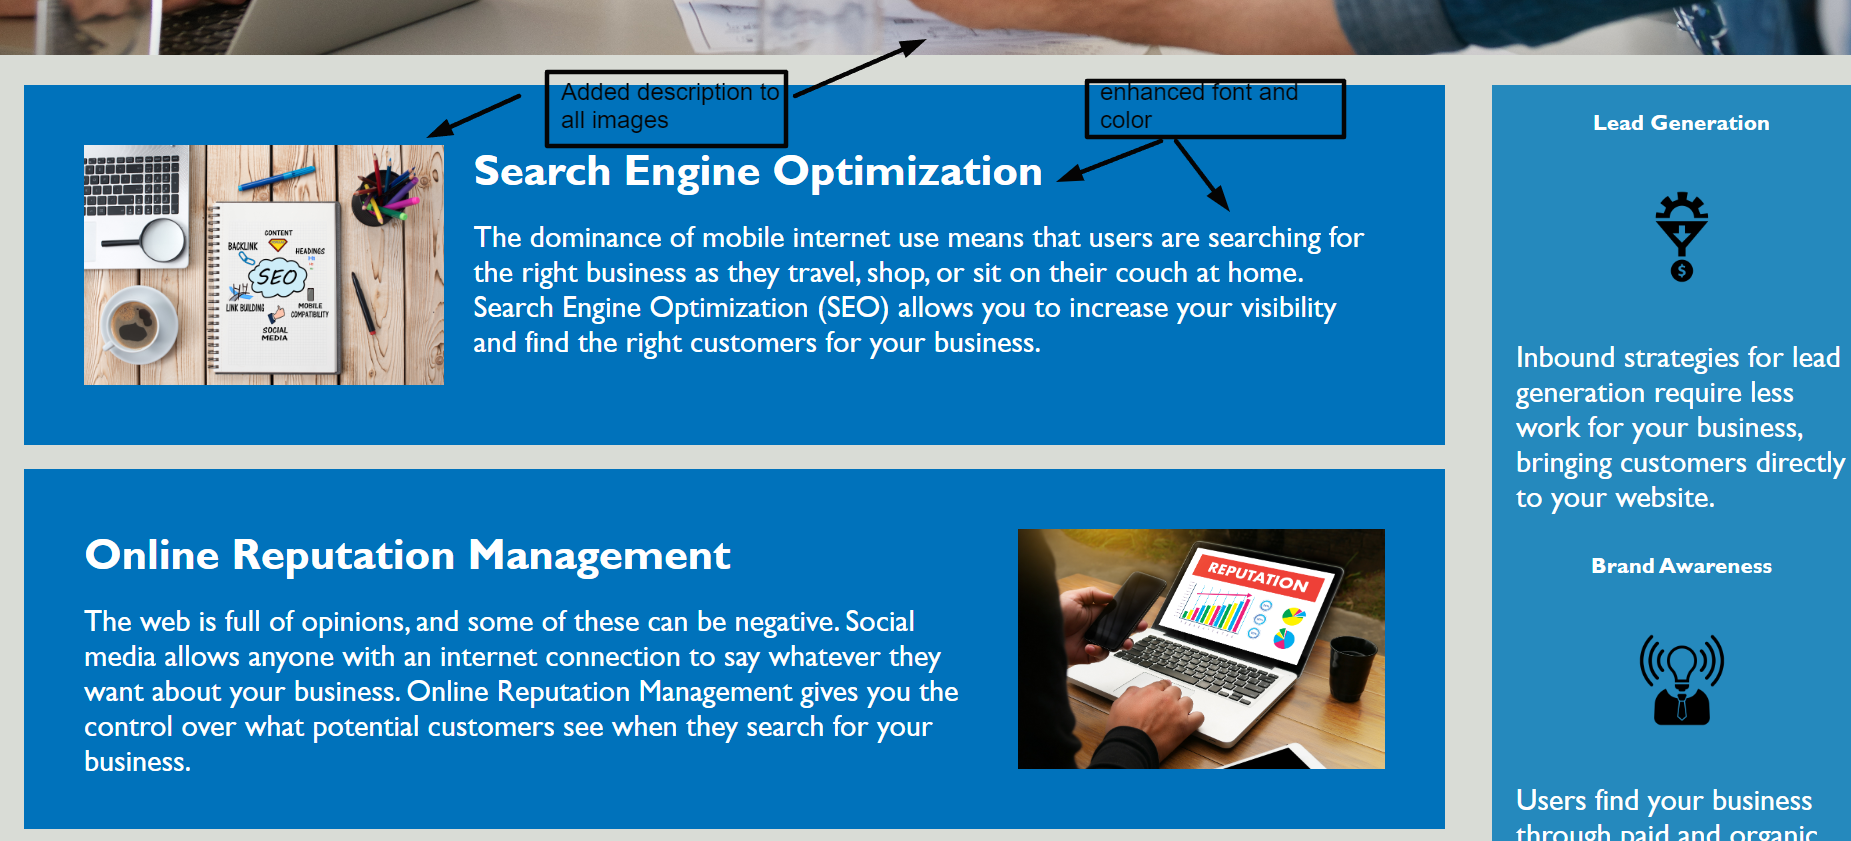 Added description to
all images
enhanced font and
color
Search Engine Optimization
The dominance of mobile internet use means that users are searching for
the right business as they travel, shop, or sit on their couch at home.
Search Engine Optimization (SEO) allows you to increase your visibility
and find the right customers for your business.
CONTENT
BACKLINK
HEADINGS
H1
SEO
LINK BUILDING
MOBILE
COMPATIBILITY
SOCIAL
MEDIA
Online Reputation Management
The web is full of opinions, and some of these can be negative. Social
media allows anyone with an internet connection to say whatever they
want about your business. Online Reputation Management gives you the
control over what potential customers see when they search for your
business.
REPUTATION
Lead Generation
$
Inbound strategies for lead
generation require less
work for your business,
bringing customers directly
to your website.
Brand Awareness
Users find your business
through paid and organic